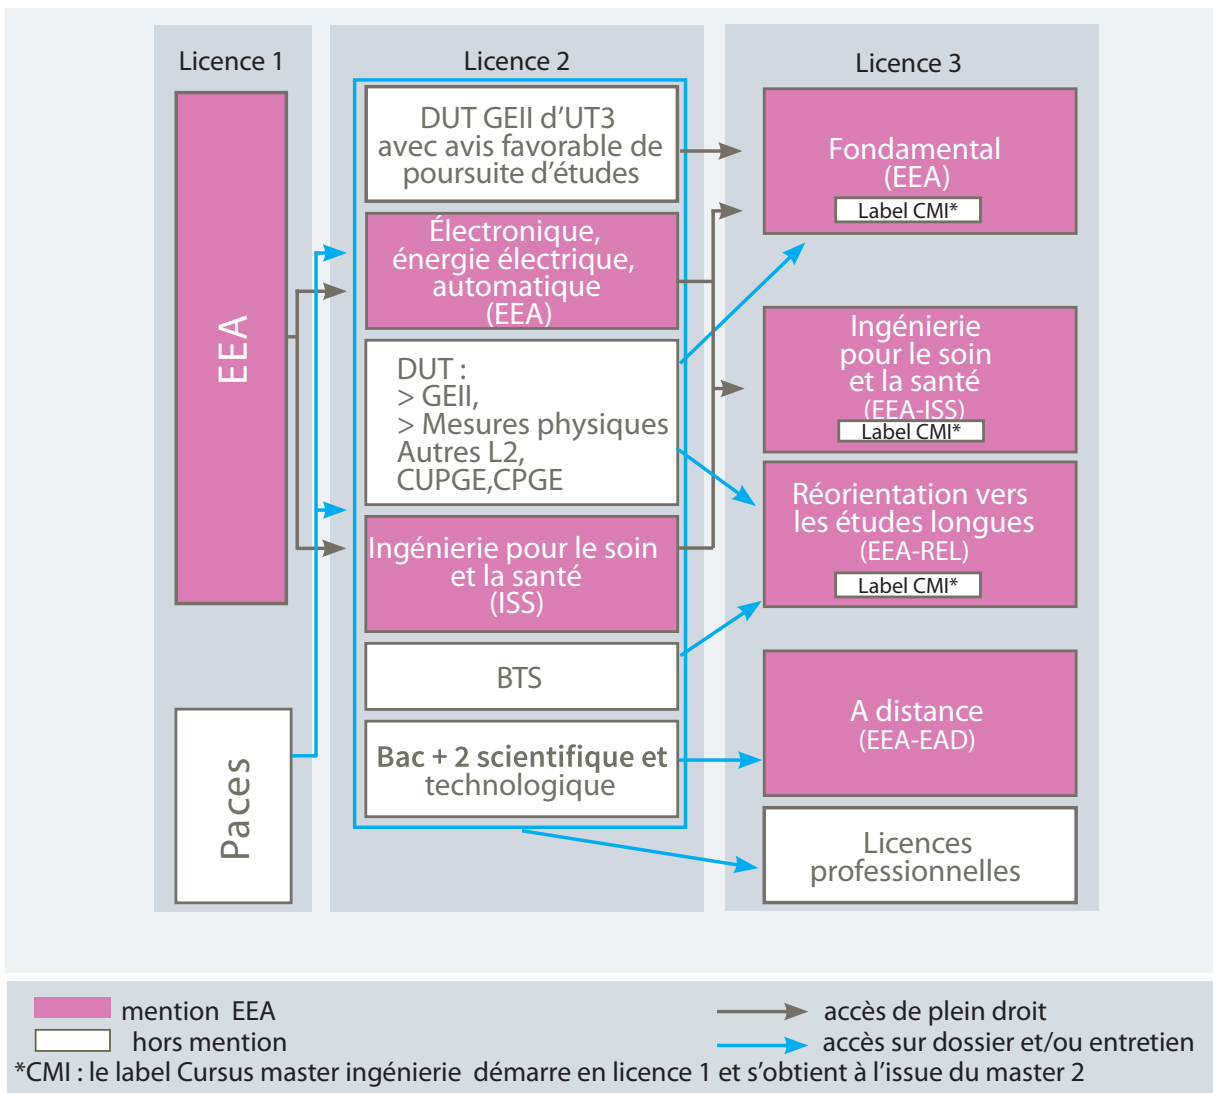 Licence 1
EEA
Paces
Licence 2
DUT GEII d’UT3
avec avis favorable de
poursuite d’études
Électronique,
énergie électrique,
automatique
(EEA)
DUT :
> GEII,
> Mesures physiques
Autres L2,
CUPGE,CPGE
Ingénierie pour le soin
et la santé
(ISS)
BTS
Bac + 2 scientifique et
technologique
Licence 3
Fondamental
(EEA)
Label CMI*
Ingénierie
pour le soin
et la santé
(EEA-ISS)
Label CMI*
Réorientation vers
les études longues
(EEA-REL)
Label CMI*
A distance
(EEA-EAD)
Licences
professionnelles
mention EEA
hors mention
accès de plein droit
accès sur dossier et/ou entretien
*CMI : le label Cursus master ingénierie démarre en licence 1 et s’obtient à l’issue du master 2